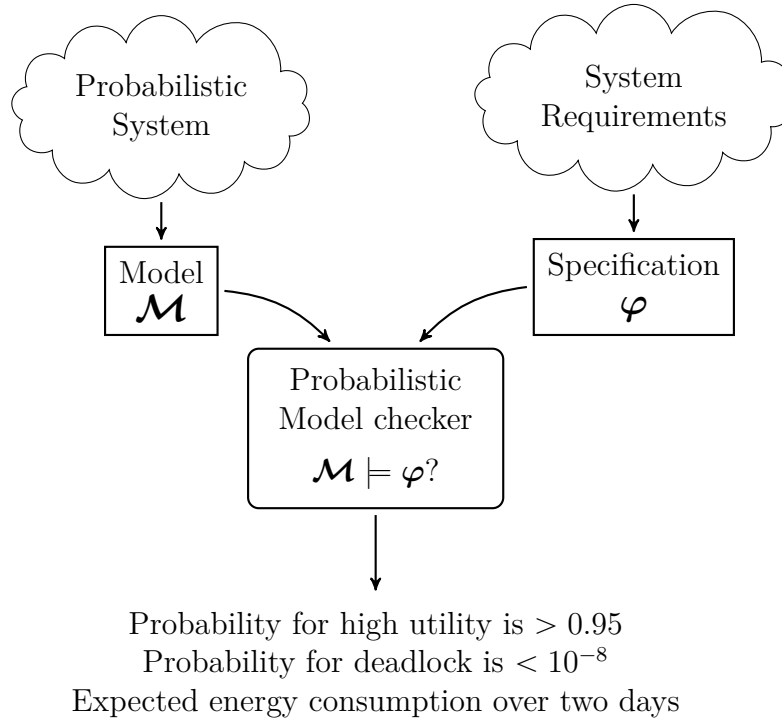 Probabilistic
System
System
Requirements
Model
𝓜
Specification
φ
Probabilistic
Model checker
𝓜 ⊨ φ?
Probability for high utility is > 0.95
Probability for deadlock is < 10⁻⁸
Expected energy consumption over two days